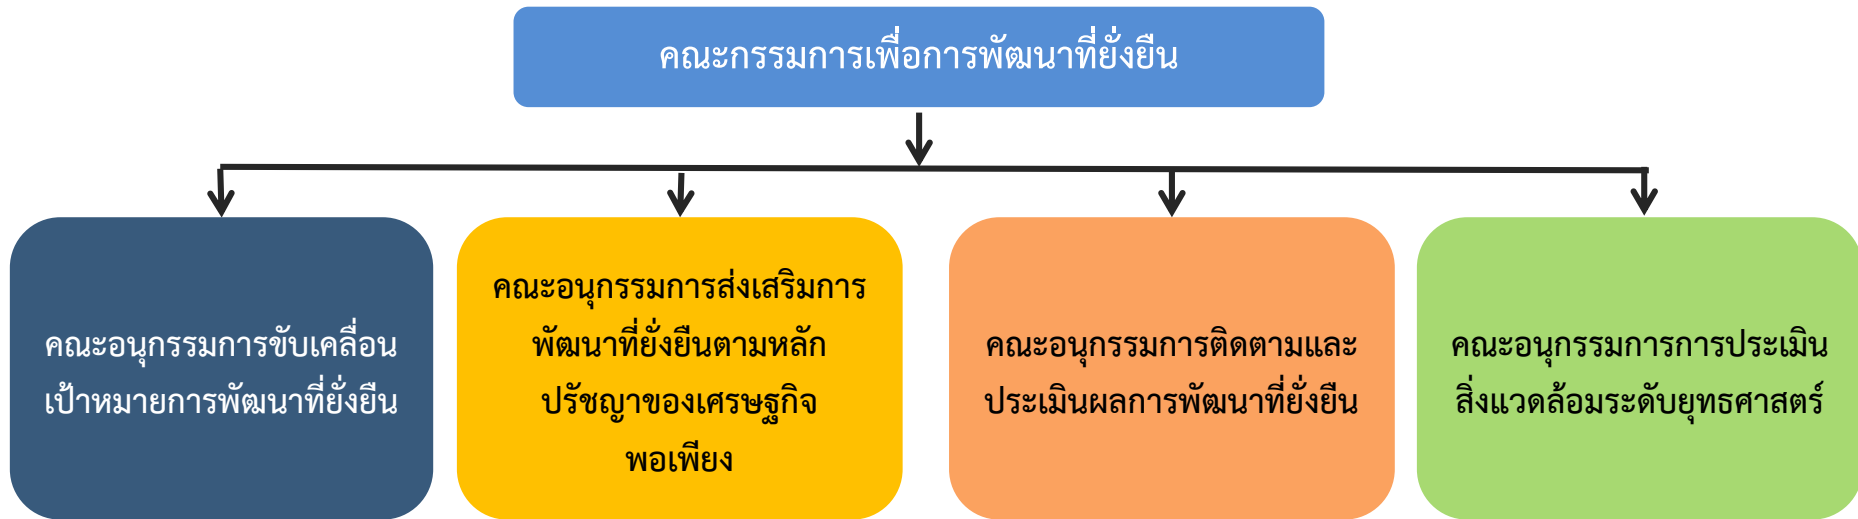 คณะกรรมการเพื่อการพัฒนาที่ยั่งยืน
คณะอนุกรรมการขับเคลื่อน
เป้าหมายการพัฒนาที่ยั่งยืน
คณะอนุกรรมการส่งเสริมการ
พัฒนาที่ยั่งยืนตามหลัก
ปรัชญาของเศรษฐกิจ
พอเพียง
คณะอนุกรรมการติดตามและ
ประเมินผลการพัฒนาที่ยั่งยืน
คณะอนุกรรมการการประเมิน
สิ่งแวดล้อมระดับยุทธศาสตร์